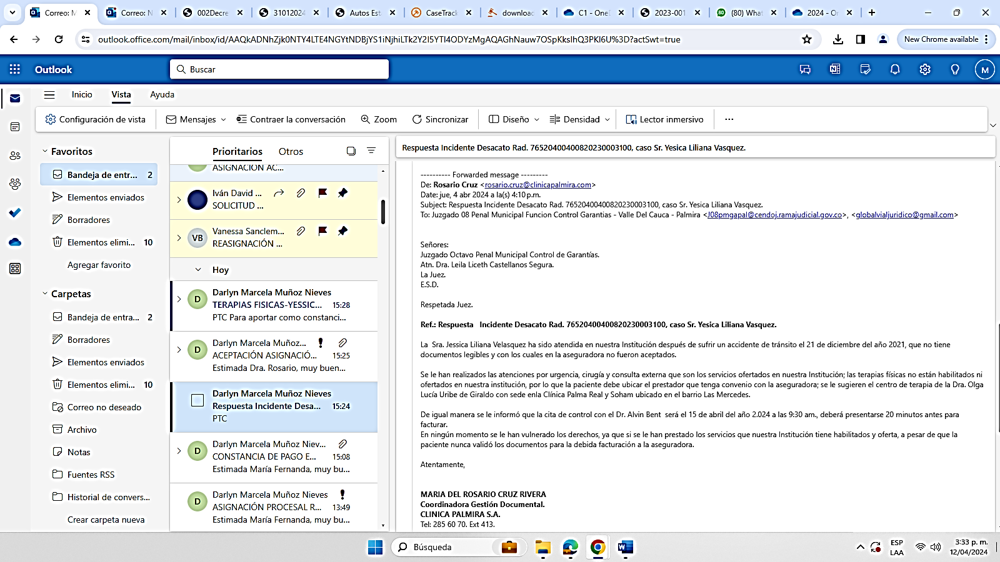 Correo: M
Correo: N
002Decre
31012024
Autos Est
CaseTrack
download
C1 - OneD
2023-001
(80) What
2024 - On
outlook.office.com/mail/inbox/id/
New Chrome available
Outlook
Buscar
M
Inicio
Vista
Ayuda
Configuración de vista
Mensajes
Contraer la conversación
Zoom
Sincronizar
Diseño
Densidad
Lector inmersivo
Favoritos
Bandeja de entr... 2
Elementos enviados
Borradores
Elementos elimi... 10
Agregar favorito
Carpetas
Bandeja de entra... 2
Borradores
Elementos enviados
Elementos elimi... 10
Correo no deseado
Archivo
Notas
Fuentes RSS
Historial de convers...
Crear carpeta nueva
Prioritarios
Otros
ASIGNACIÓN AC...
Iván David ...
SOLICITUD ...
VB
Vanessa Sanclem...
REASIGNACIÓN ...
Hoy
D
Darlyn Marcela Muñoz Nieves
TERAPIAS FISICAS-YESSIC... 15:28
PTC Para aportar como constanci...
D
Darlyn Marcela Muñoz...
ACEPTACIÓN ASIGNACIÓ... 15:25
Estimada Dra. Rosario, muy buen...
Darlyn Marcela Muñoz Nieves
Respuesta Incidente Desa... 15:24
PTC
D
Darlyn Marcela Muñoz Niev...
CONSTANCIA DE PAGO E... 15:08
Estimada María Fernanda, muy bu...
D
Darlyn Marcela Muñoz Nieves
ASIGNACIÓN PROCESAL R... 13:49
Estimada María Fernanda, muy bu...
Respuesta Incidente Desacato Rad. 76520400400820230003100, caso Sr. Yesica Liliana Vasquez.
---------- Forwarded message ---------
De: Rosario Cruz <rosario.cruz@clinicapalmira.com>
Date: jue, 4 abr 2024 a la(s) 4:10 p.m.
Subject: Respuesta Incidente Desacato Rad. 76520400400820230003100, caso Sr. Yesica Liliana Vasquez.
To: Juzgado 08 Penal Municipal Funcion Control Garantias - Valle Del Cauca - Palmira <J08pmgapal@cendoj.ramajudicial.gov.co>, <globalvialjuridico@gmail.com>
Señores:
Juzgado Octavo Penal Municipal Control de Garantías.
Atn. Dra. Leila Liceth Castellanos Segura.
La Juez.
E.S.D.
Respetada Juez.
Ref.: Respuesta Incidente Desacato Rad. 76520400400820230003100, caso Sr. Yesica Liliana Vasquez.
La Sra. Jessica Liliana Velasquez ha sido atendida en nuestra Institución después de sufrir un accidente de tránsito el 21 de diciembre del año 2021, que no tiene
documentos legibles y con los cuales en la aseguradora no fueron aceptados.
Se le han realizados las atenciones por urgencia, cirugía y consulta externa que son los servicios ofertados en nuestra Institución; las terapias físicas no están habilitados ni
ofertados en nuestra institución, por lo que la paciente debe ubicar el prestador que tenga convenio con la aseguradora; se le sugieren el centro de terapia de la Dra. Olga
Lucía Uribe de Giraldo con sede enla Clínica Palma Real y Soham ubicado en el barrio Las Mercedes.
De igual manera se le informó que la cita de control con el Dr. Alvin Bent será el 15 de abril del año 2.024 a las 9:30 am., deberá presentarse 20 minutos antes para
facturar.
En ningún momento se le han vulnerado los derechos, ya que si se le han prestado los servicios que nuestra Institución tiene habilitados y oferta, a pesar de que la
paciente nunca validó los documentos para la debida facturación a la aseguradora.
Atentamente,
MARIA DEL ROSARIO CRUZ RIVERA
Coordinadora Gestión Documental.
CLINICA PALMIRA S.A.
Tel: 285 60 70. Ext 413.
Búsqueda
ESP
LAA
3:33 p. m.
12/04/2024